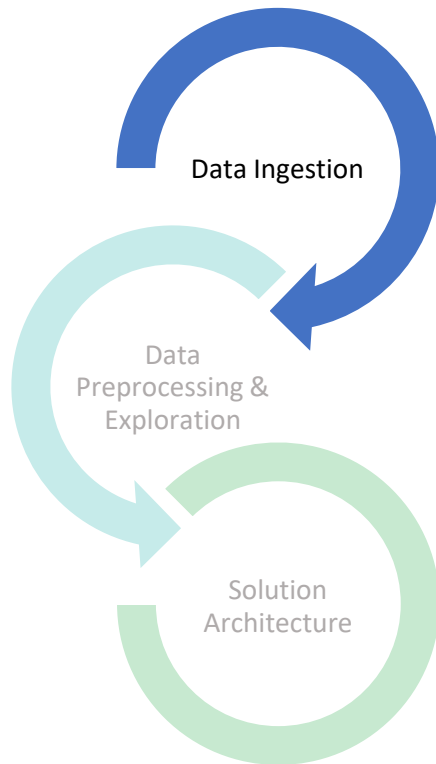 Data Ingestion
Data
Preprocessing &
Exploration
Solution
Architecture